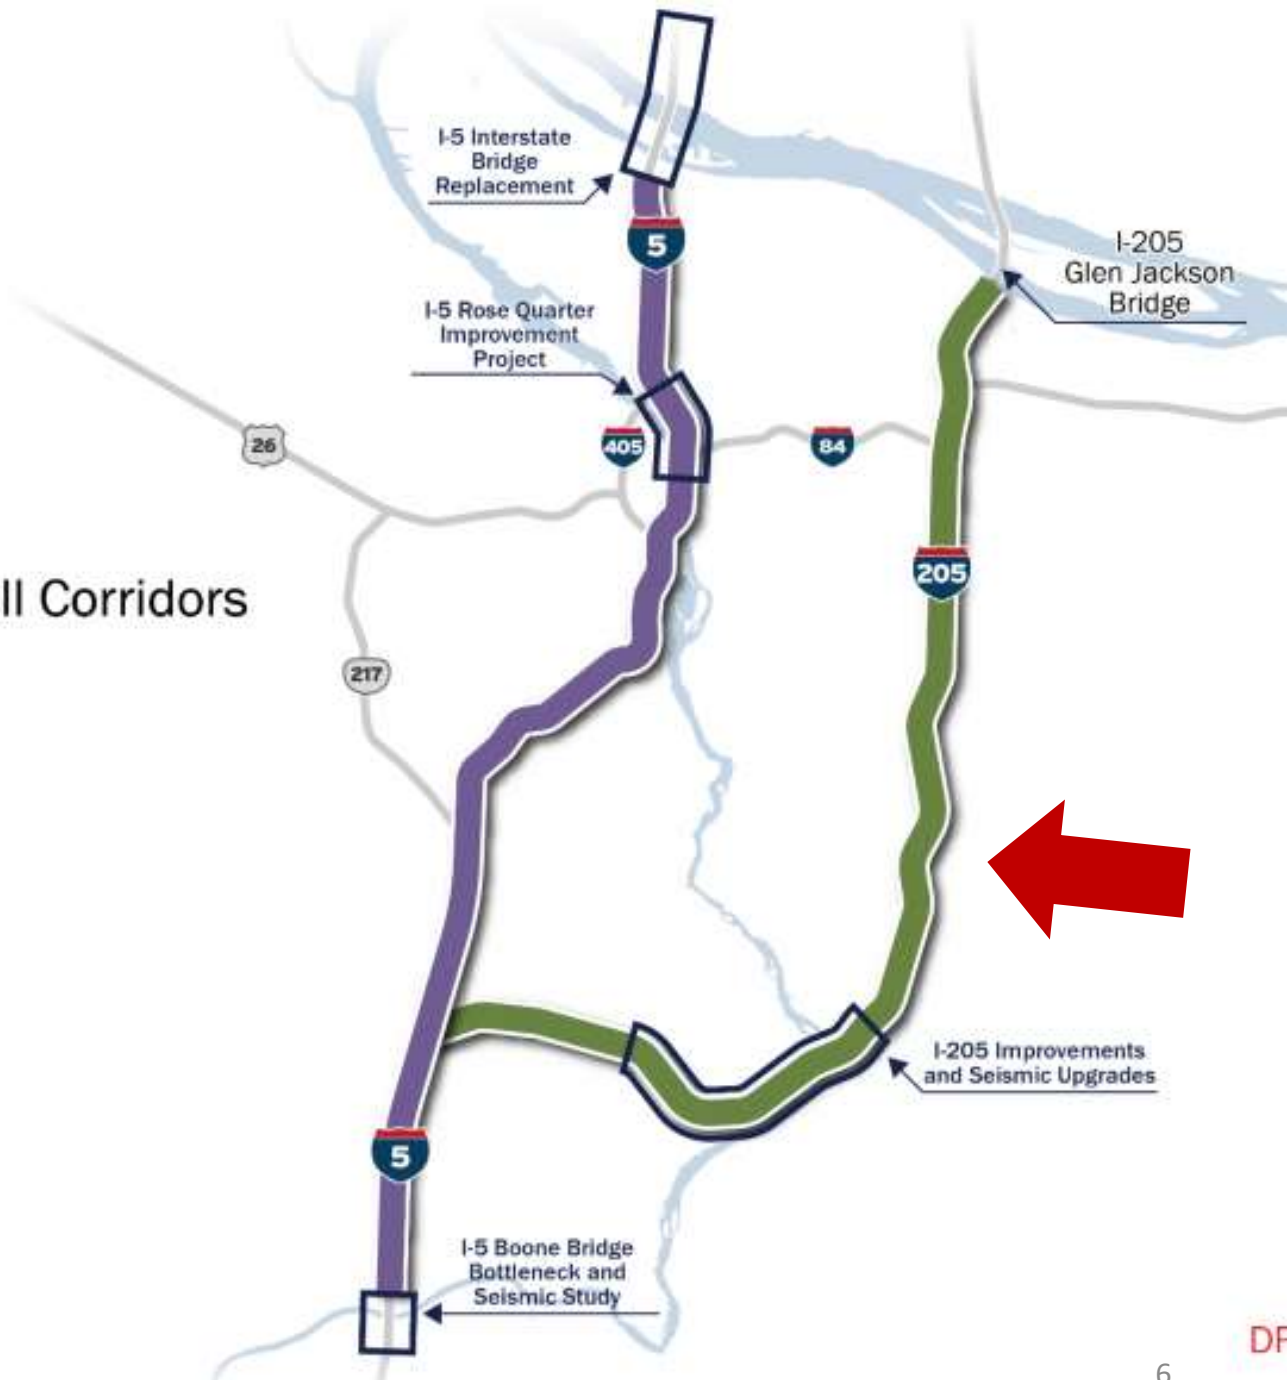 I-5 Interstate
Bridge
Replacement
5
I-205
Glen Jackson
Bridge
I-5 Rose Quarter
Improvement
Project
26
405
84
205
ll Corridors
217
I-205 Improvements
and Seismic Upgrades
5
I-5 Boone Bridge
Bottleneck and
Seismic Study
6